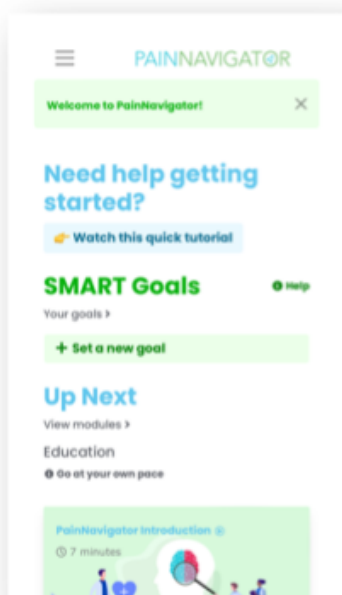 PAINNAVIGATOR
Welcome to PainNavigator!
Need help getting
started?
👉 Watch this quick tutorial
SMART Goals
Help
Your goals >
+ Set a new goal
Up Next
View modules >
Education
Go at your own pace
PainNavigator Introduction
7 minutes